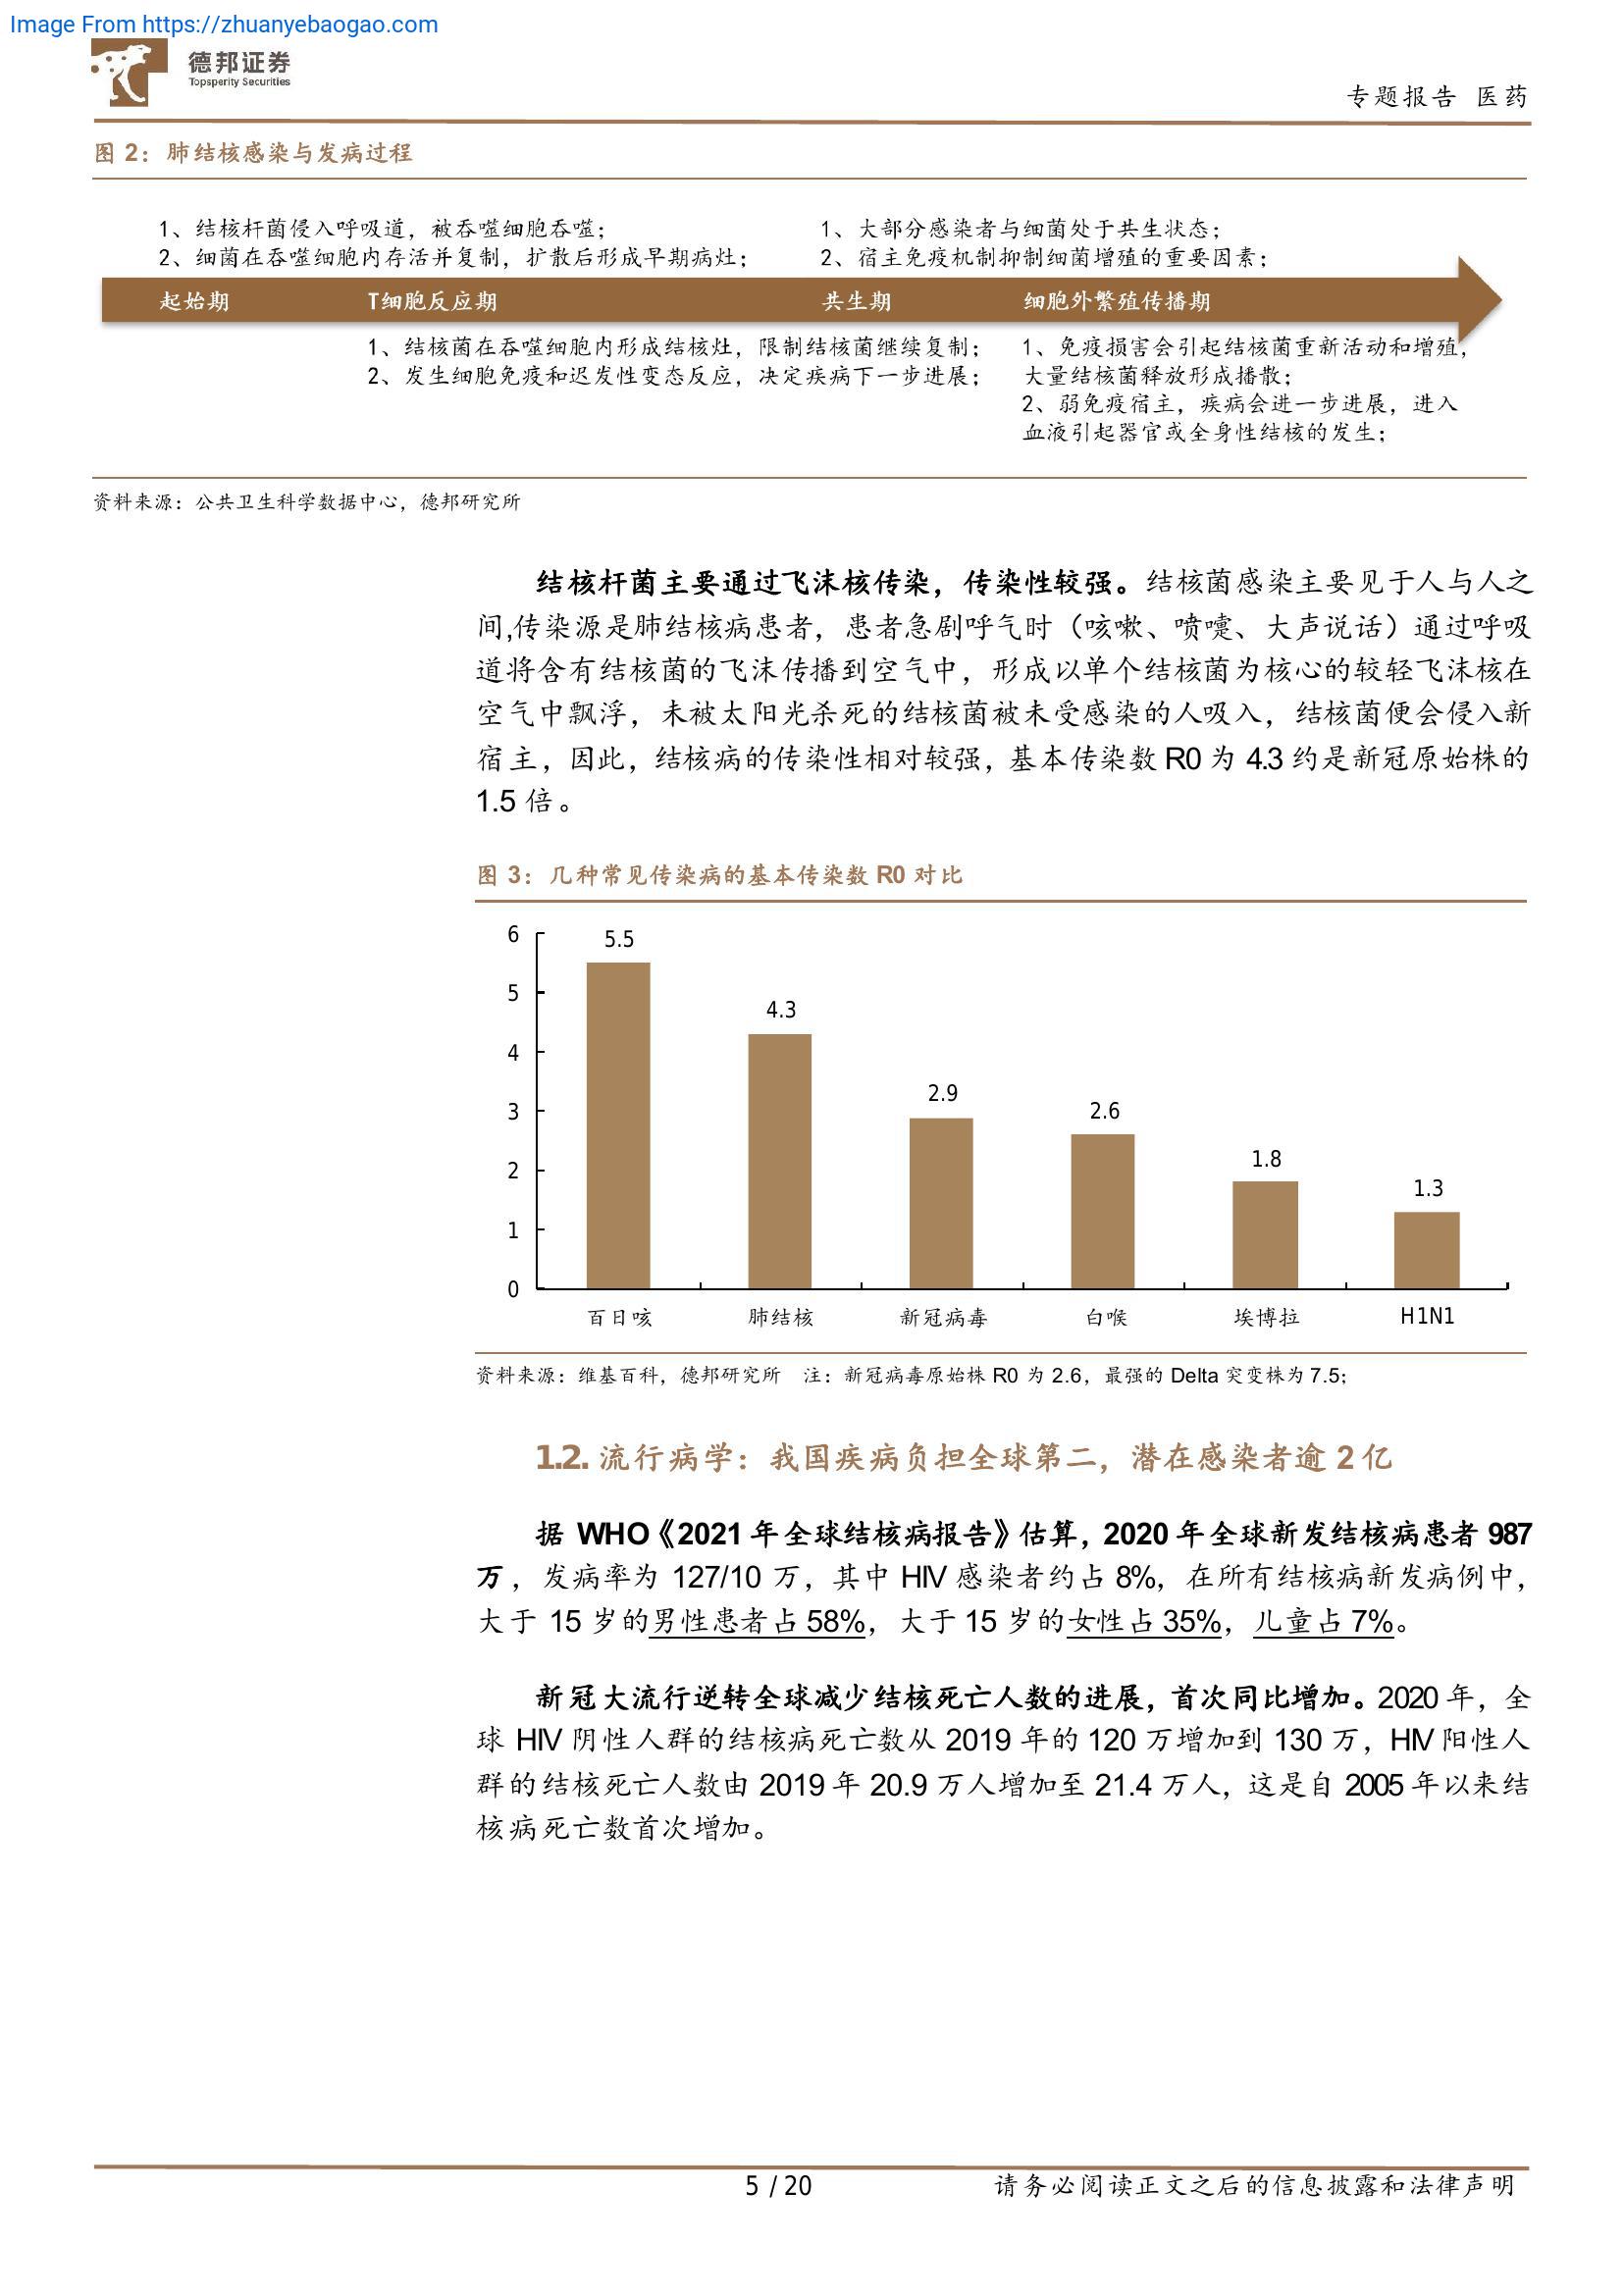 Image From https://zhuanyebaogao.com
德邦证券
Topsperity Securities
专题报告 医药
图 2：肺结核感染与发病过程
1、结核杆菌侵入呼吸道，被吞噬细胞吞噬；
2、细菌在吞噬细胞内存活并复制，扩散后形成早期病灶；
1、大部分感染者与细菌处于共生状态；
2、宿主免疫机制抑制细菌增殖的重要因素；
起始期 T细胞反应期 共生期 细胞外繁殖传播期
1、结核菌在吞噬细胞内形成结核灶，限制结核菌继续复制；
2、发生细胞免疫和迟发性变态反应，决定疾病下一步进展；
1、免疫损害会引起结核菌重新活动和增殖，
大量结核菌释放形成播散；
2、弱免疫宿主，疾病会进一步进展，进入
血液引起器官或全身性结核的发生；
资料来源：公共卫生科学数据中心，德邦研究所
结核杆菌主要通过飞沫核传染，传染性较强。结核菌感染主要见于人与人之
间,传染源是肺结核病患者，患者急剧呼气时（咳嗽、喷嚏、大声说话）通过呼吸
道将含有结核菌的飞沫传播到空气中，形成以单个结核菌为核心的较轻飞沫核在
空气中飘浮，未被太阳光杀死的结核菌被未受感染的人吸入，结核菌便会侵入新
宿主，因此，结核病的传染性相对较强，基本传染数 R0 为 4.3 约是新冠原始株的
1.5 倍。
图 3：几种常见传染病的基本传染数 R0 对比
6
5
4
3
2
1
0
5.5
4.3
2.9
2.6
1.8
1.3
百日咳 肺结核 新冠病毒 白喉 埃博拉 H1N1
资料来源：维基百科，德邦研究所 注：新冠病毒原始株 R0 为 2.6，最强的 Delta 突变株为 7.5；
1.2. 流行病学：我国疾病负担全球第二，潜在感染者逾 2 亿
据 WHO《2021 年全球结核病报告》估算，2020 年全球新发结核病患者 987
万，发病率为 127/10 万，其中 HIV 感染者约占 8%，在所有结核病新发病例中，
大于 15 岁的男性患者占 58%，大于 15 岁的女性占 35%，儿童占 7%。
新冠大流行逆转全球减少结核死亡人数的进展，首次同比增加。2020 年，全
球 HIV 阴性人群的结核病死亡数从 2019 年的 120 万增加到 130 万，HIV 阳性人
群的结核死亡人数由 2019 年 20.9 万人增加至 21.4 万人，这是自 2005 年以来结
核病死亡数首次增加。
5 / 20
请务必阅读正文之后的信息披露和法律声明